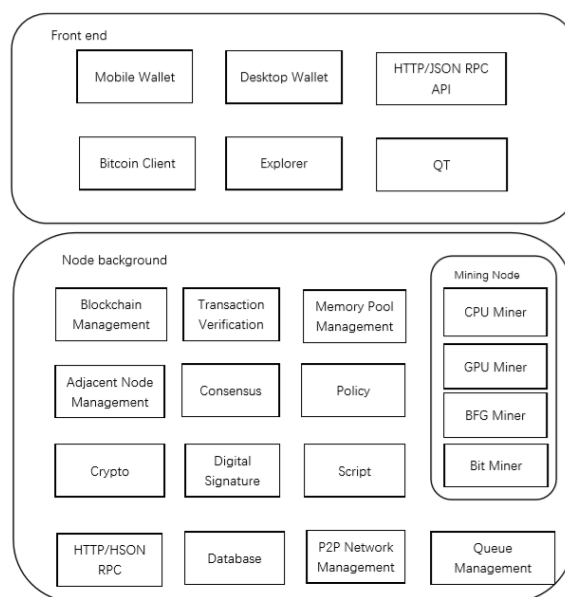 Front end
Mobile Wallet
Desktop Wallet
HTTP/JSON RPC
API
Bitcoin Client
Explorer
QT
Node background
Mining Node
Blockchain
Management
Transaction
Verification
Memory Pool
Management
CPU Miner
Adjacent Node
Management
Consensus
Policy
GPU Miner
BFG Miner
Crypto
Digital
Signature
Script
Bit Miner
HTTP/HSON
RPC
Database
P2P Network
Management
Queue
Management